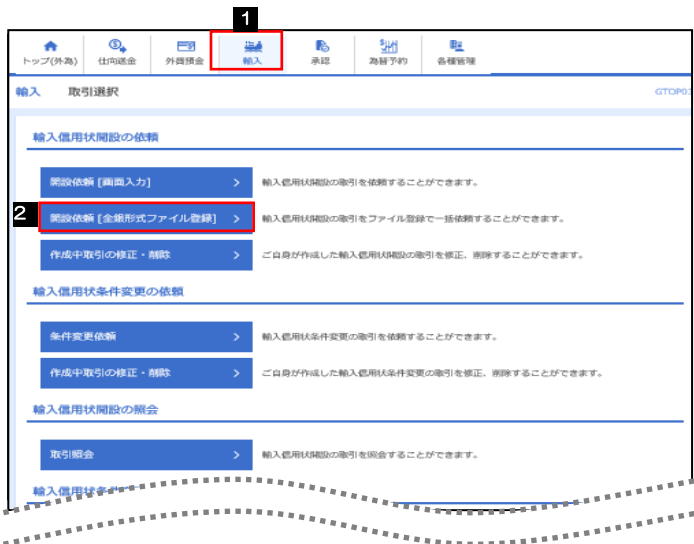 1
トップ(外為) 仕向送金 外貨預金 輸入 承認 為替予約 各種管理
輸入 取引選択 GTOP03
輸入信用状開設の依頼
開設依頼 [画面入力] > 輸入信用状開設の取引を依頼することができます。
2 開設依頼 [全銀形式ファイル登録] > 輸入信用状開設の取引をファイル登録で一括依頼することができます。
作成中取引の修正・削除 > ご自身が作成した輸入信用状開設の取引を修正、削除することができます。
輸入信用状条件変更の依頼
条件変更依頼 > 輸入信用状条件変更の取引を依頼することができます。
作成中取引の修正・削除 > ご自身が作成した輸入信用状条件変更の取引を修正、削除することができます。
輸入信用状開設の照会
取引照会 > 輸入信用状開設の取引を照会することができます。
輸入信用状条件